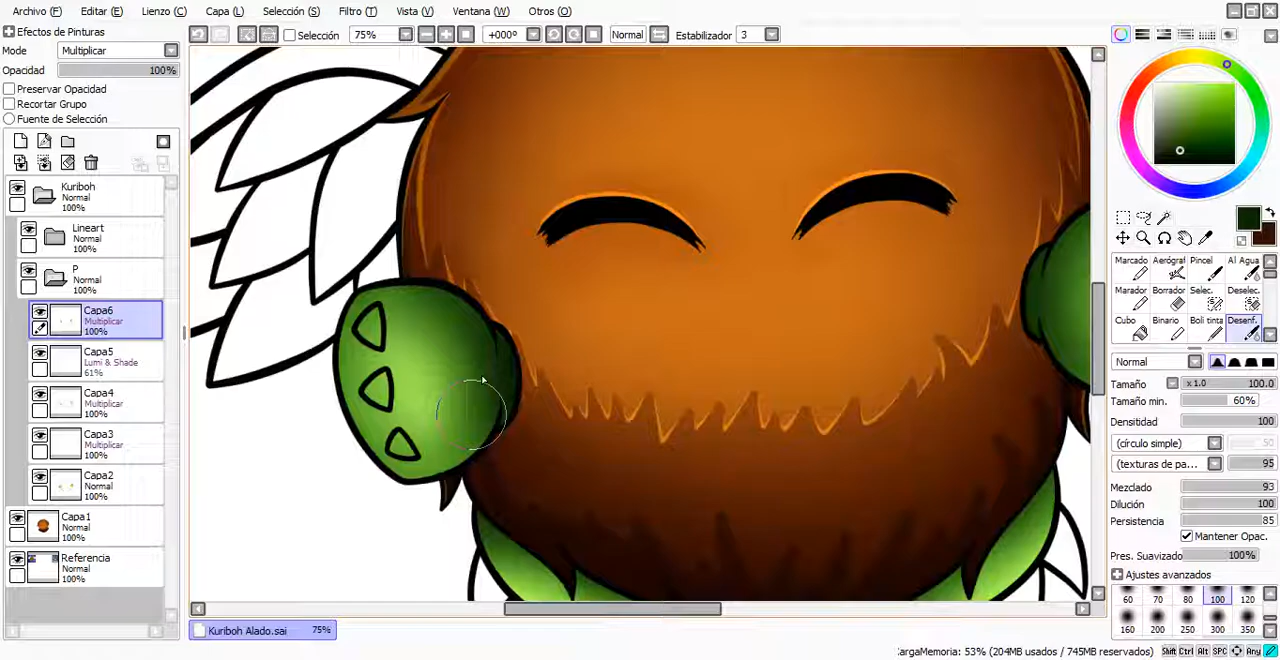 Archivo (F) Editar (E) Lienzo (C) Capa (L) Selección (S) Filtro (T) Vista (V) Ventana (W) Otros (O)
Efectos de Pinturas
Selección 75% +000° Normal Estabilizador 3
Mode Multiplicar
Opacidad 100%
Preservar Opacidad
Recortar Grupo
Fuente de Selección
Kuriboh
Normal
100%
Lineart
Normal
100%
P
Normal
100%
Capa6
Multiplicar
100%
Capa5
Lumi & Shade
61%
Capa4
Multiplicar
100%
Capa3
Multiplicar
100%
Capa2
Normal
100%
Capa1
Normal
100%
Referencia
Normal
100%
Marcado Aerógraf Pincel Al Agua
Marador Borrador Selec. Deselec.
Cubo Binario Boli tinta Desenf.
Normal
Tamaño x 1.0 100.0
Tamaño min. 60%
Densitidad 100
(círculo simple) 50
(texturas de pa... 95
Mezclado 93
Dilución 100
Persistencia 85
Mantener Opac.
Pres. Suavizado 100%
Ajustes avanzados
60 70 80 100 120
160 200 250 300 350
Kuriboh Alado.sai 75%
CargaMemoria: 53% (204MB usados / 745MB reservados) Shift Ctrl Alt SPC Any